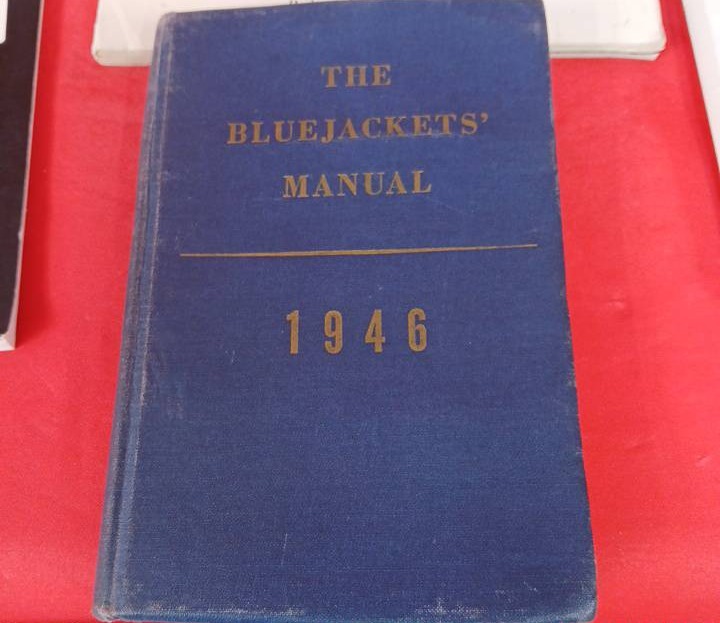 THE
BLUEJACKETS’
MANUAL
1946